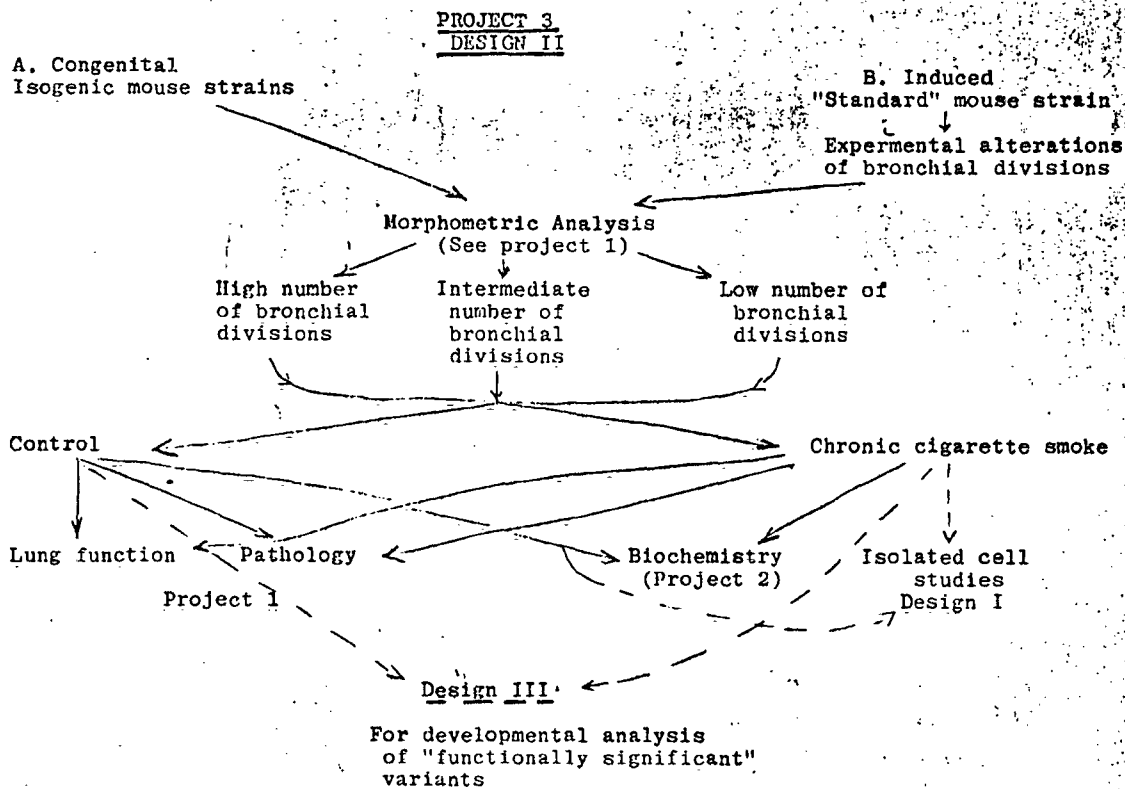 PROJECT 3
DESIGN II
A. Congenital
Isogenic mouse strains
B. Induced
"Standard" mouse strain
Expermental alterations
of bronchial divisions
Morphometric Analysis
(See project 1)
High number
of bronchial
divisions
Intermediate
number of
bronchial
divisions
Low number of
bronchial
divisions
Control
Chronic cigarette smoke
Lung function
Pathology
Project 1
Biochemistry
(Project 2)
Isolated cell
studies
Design I
Design III
For developmental analysis
of "functionally significant"
variants